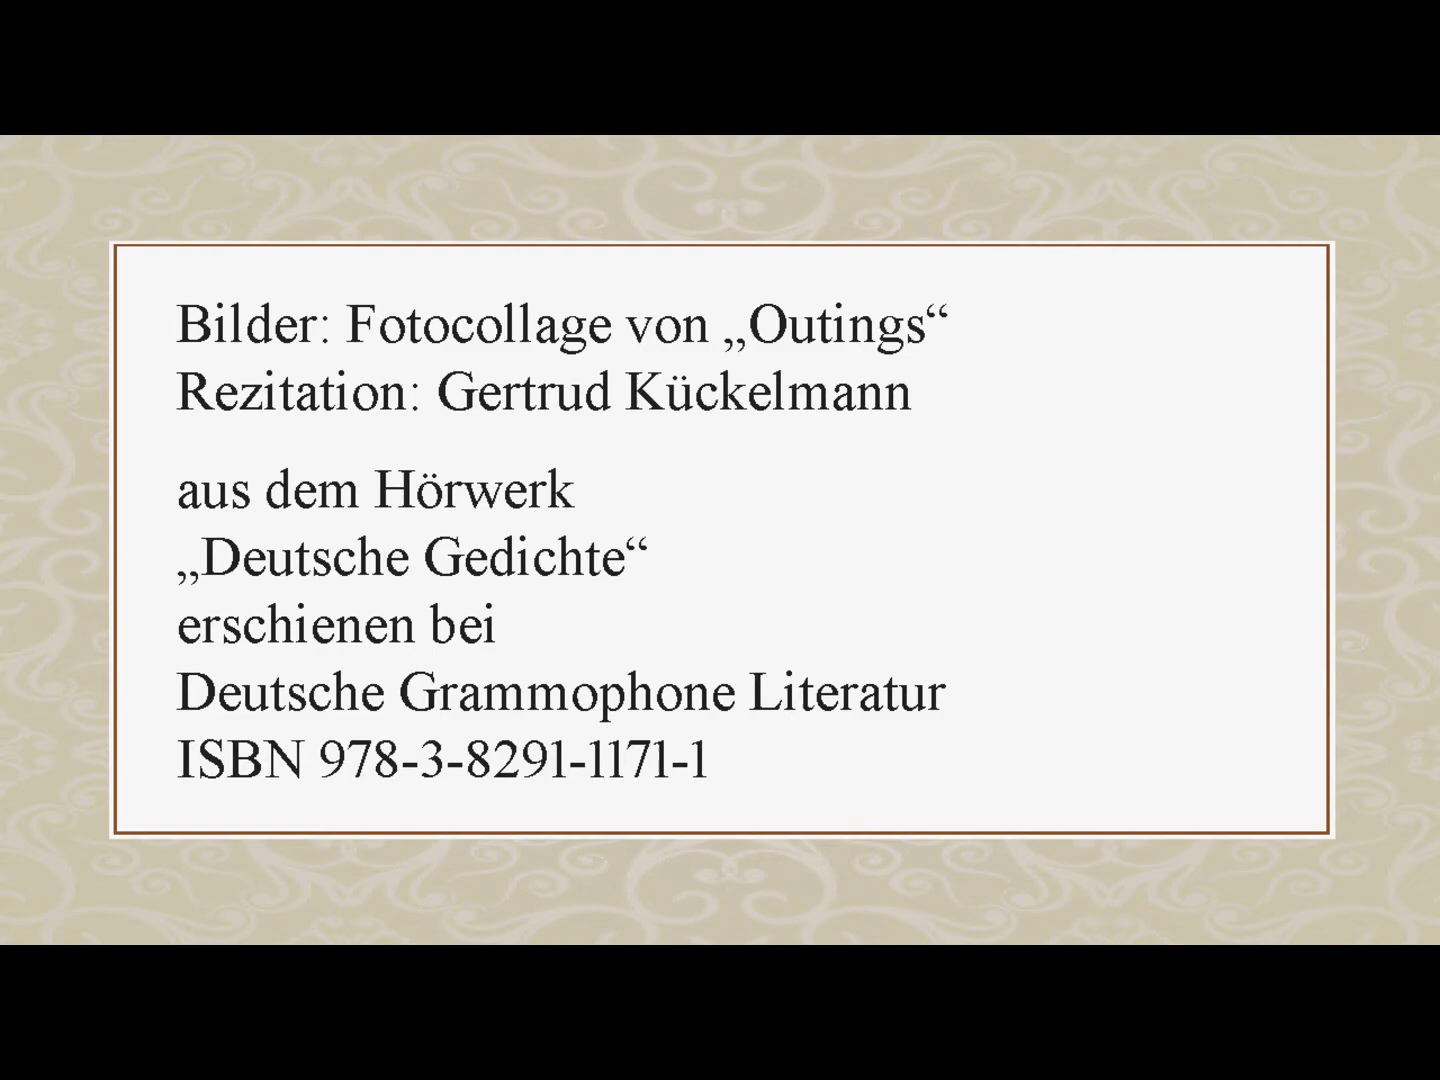 Bilder: Fotocollage von „Outings“
Rezitation: Gertrud Kückelmann
aus dem Hörwerk
„Deutsche Gedichte“
erschienen bei
Deutsche Grammophone Literatur
ISBN 978-3-8291-1171-1